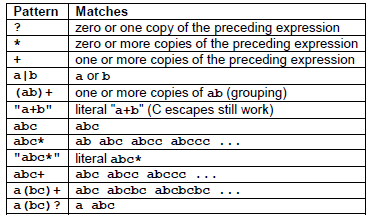 Pattern Matches
? zero or one copy of the preceding expression
* zero or more copies of the preceding expression
+ one or more copies of the preceding expression
a|b a or b
(ab)+ one or more copies of ab (grouping)
"a+b" literal "a+b" (C escapes still work)
abc abc
abc* ab abc abcc abccc ...
"abc*" literal abc*
abc+ abc abcc abccc ...
a(bc)+ abc abcbc abcbcbc ...
a(bc)? a abc